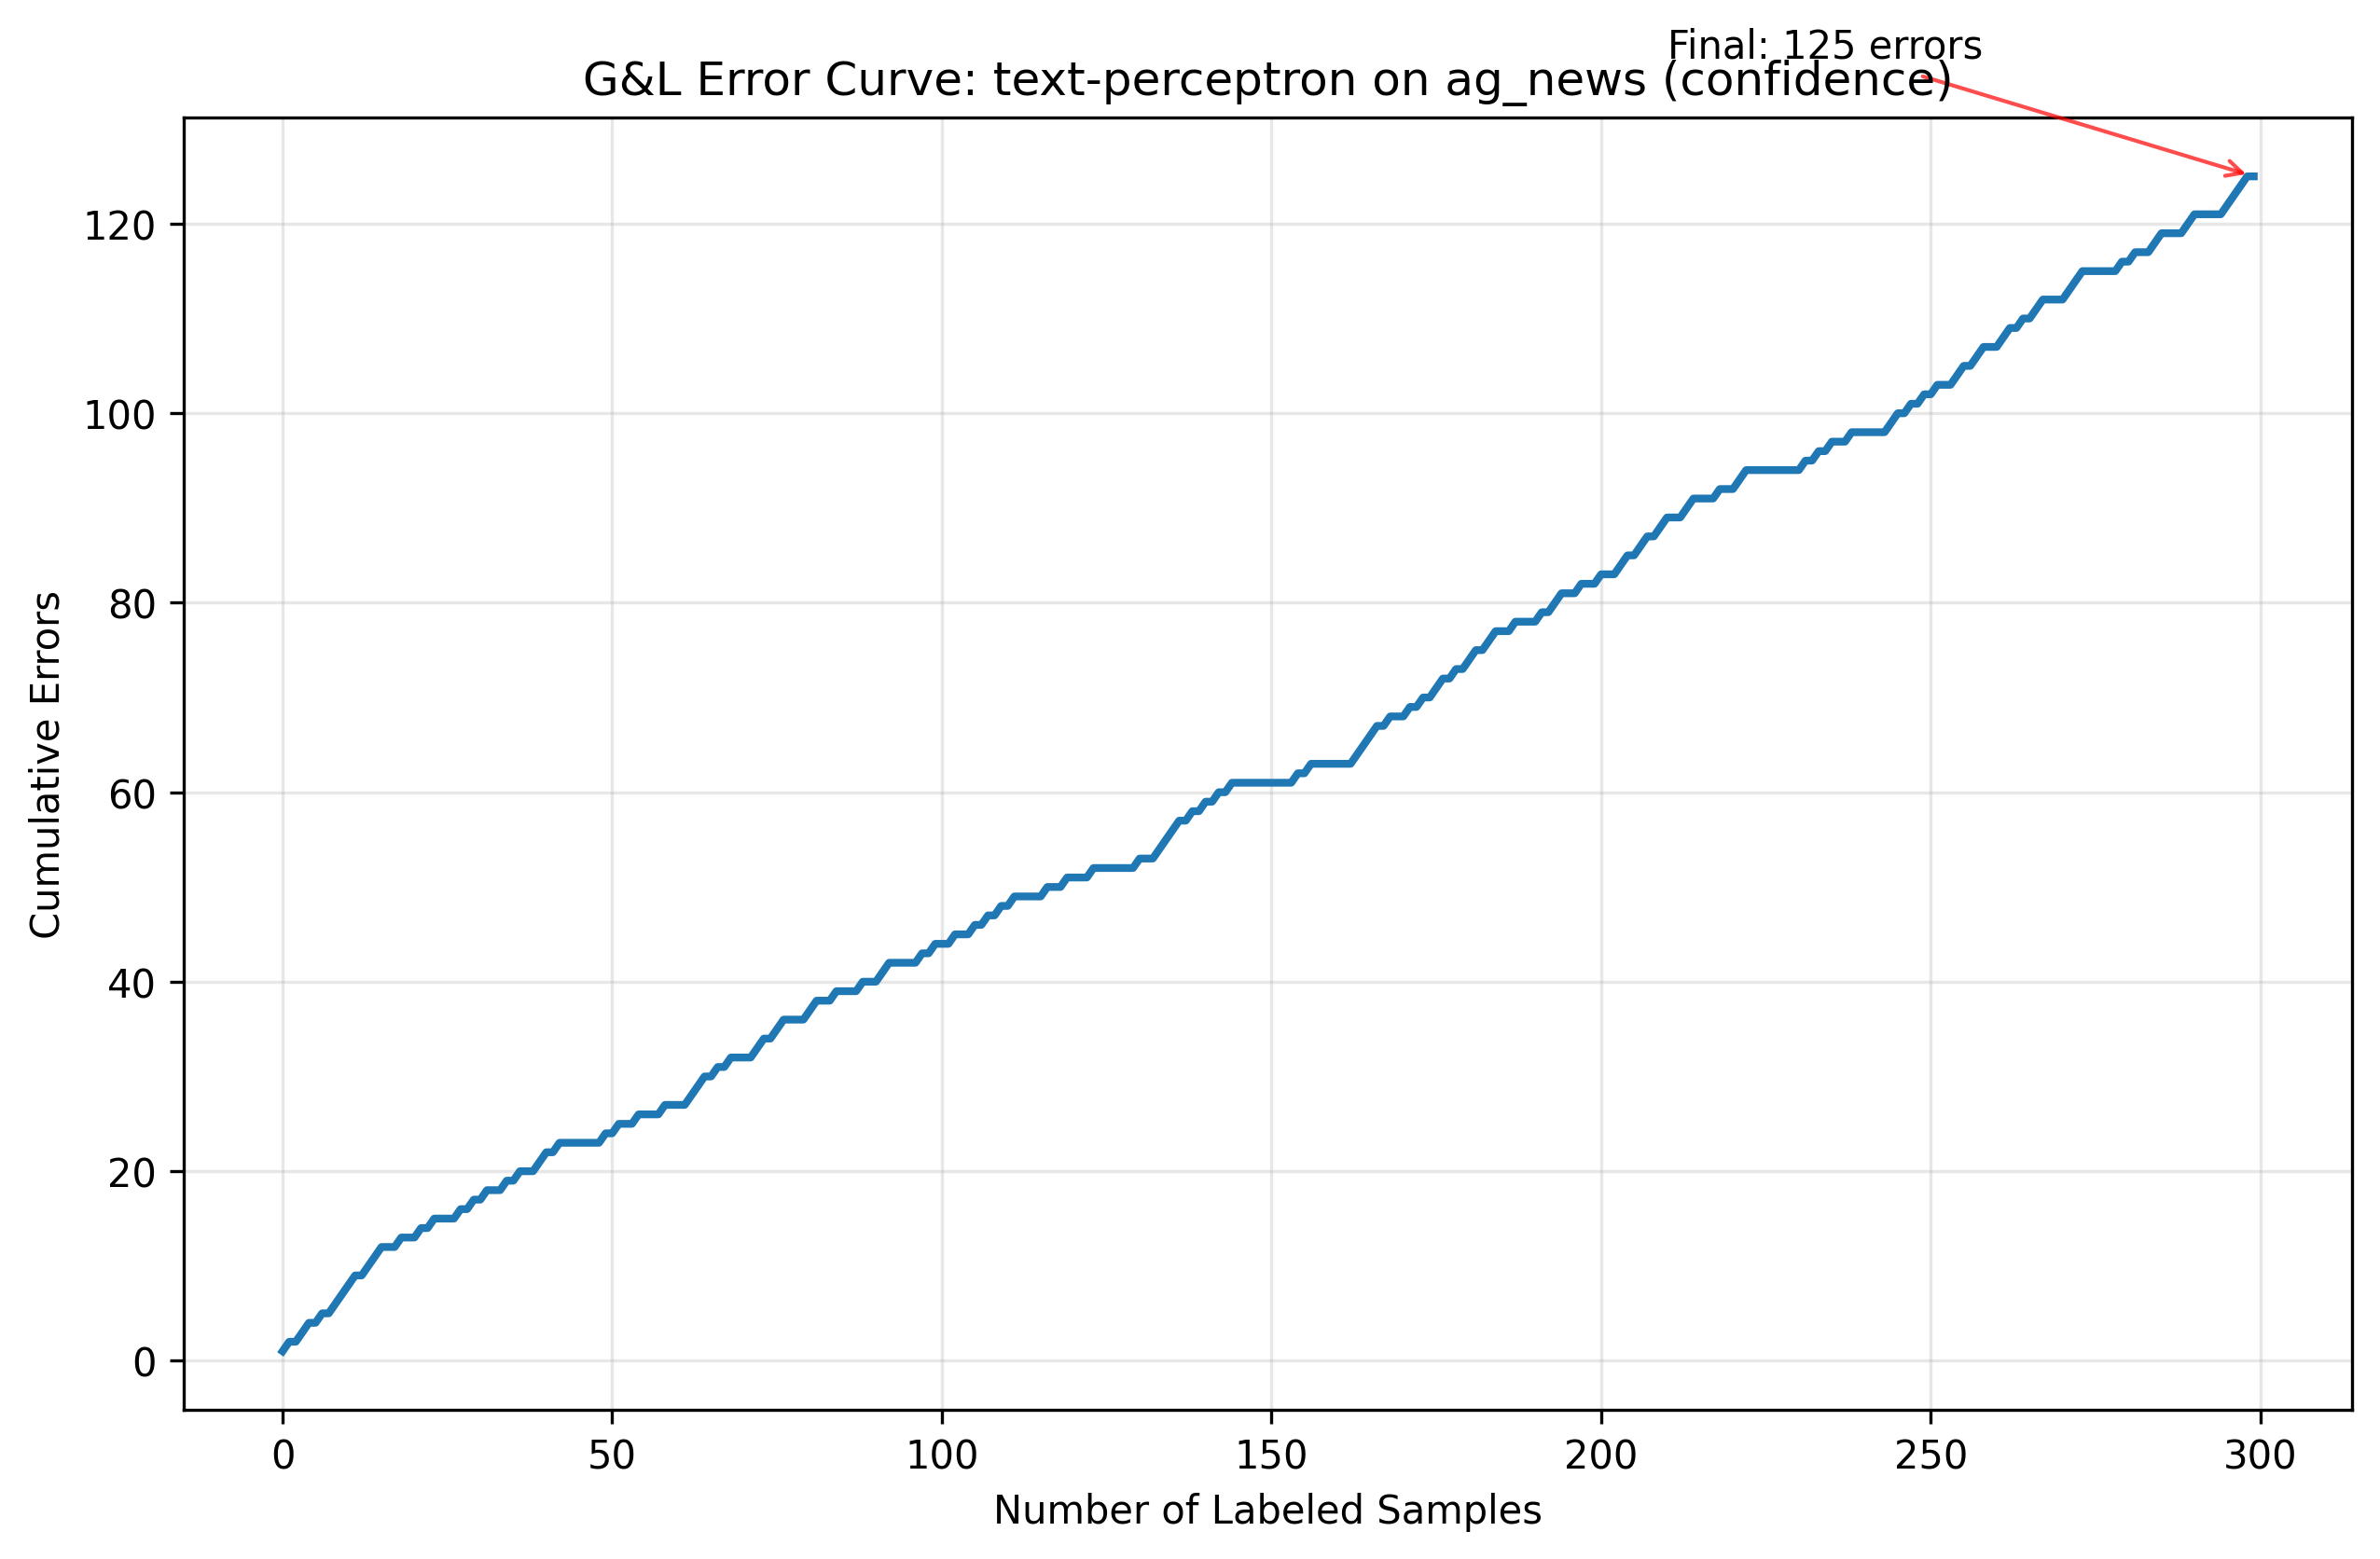 Final: 125 errors
G&L Error Curve: text-perceptron on ag_news (confidence)
Cumulative Errors
120
100
80
60
40
20
0
0 50 100 150 200 250 300
Number of Labeled Samples